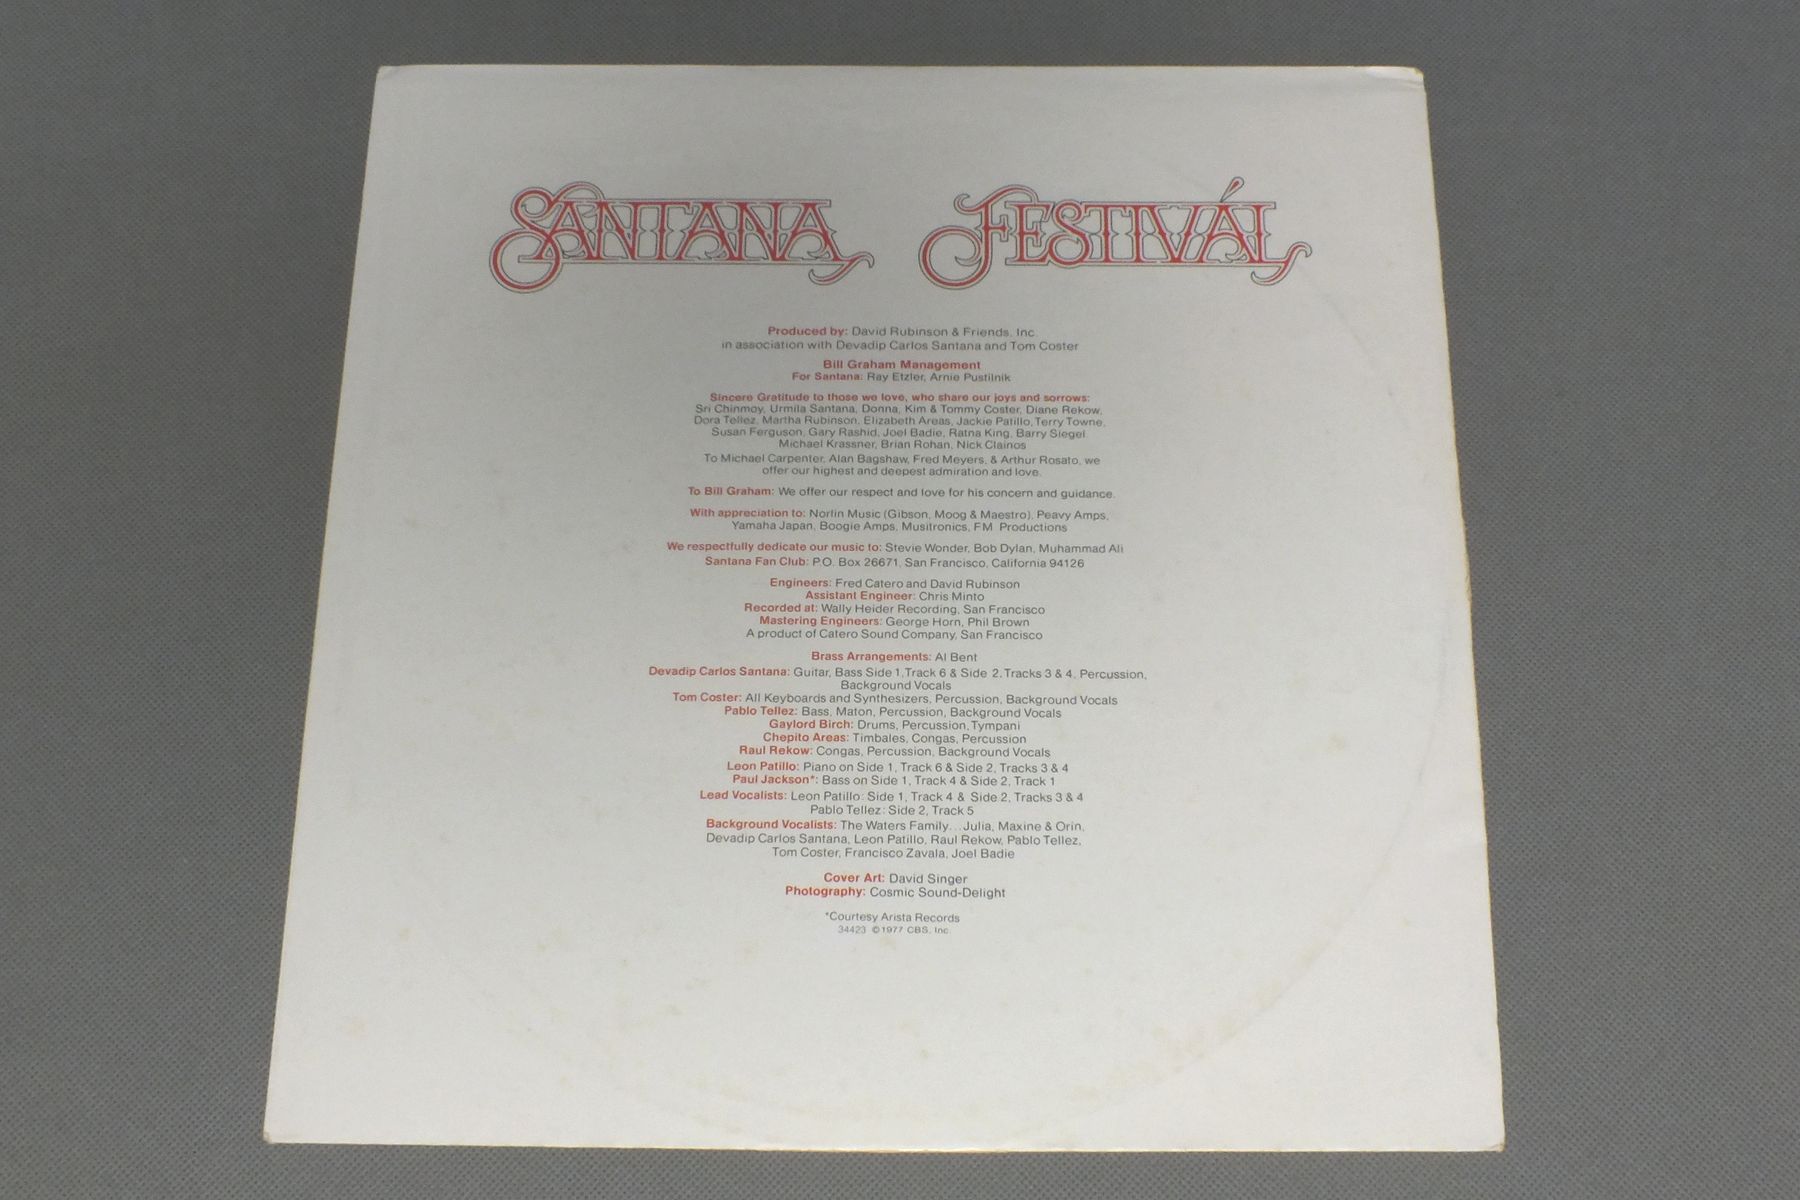 SANTANA FESTIVÁL
Produced by: David Rubinson & Friends, Inc.
in association with Devadip Carlos Santana and Tom Coster
Bill Graham Management
For Santana: Ray Etzler, Arnie Pustilnik
Sincere Gratitude to those we love, who share our joys and sorrows:
Sri Chinmoy, Urmila Santana, Donna, Kim & Tommy Coster, Diane Rekow,
Dora Tellez, Martha Rubinson, Elizabeth Areas, Jackie Patillo, Terry Towne,
Susan Ferguson, Gary Rashid, Joel Badie, Ratna King, Barry Siegel
Michael Krassner, Brian Rohan, Nick Clainos
To Michael Carpenter, Alan Bagshaw, Fred Meyers, & Arthur Rosato, we
offer our highest and deepest admiration and love.
To Bill Graham: We offer our respect and love for his concern and guidance.
With appreciation to: Norlin Music (Gibson, Moog & Maestro), Peavy Amps,
Yamaha Japan, Boogie Amps, Musitronics, FM Productions
We respectfully dedicate our music to: Stevie Wonder, Bob Dylan, Muhammad Ali
Santana Fan Club: P.O. Box 26671, San Francisco, California 94126
Engineers: Fred Catero and David Rubinson
Assistant Engineer: Chris Minto
Recorded at: Wally Heider Recording, San Francisco
Mastering Engineers: George Horn, Phil Brown
A product of Catero Sound Company, San Francisco
Brass Arrangements: Al Bent
Devadip Carlos Santana: Guitar, Bass Side 1, Track 6 & Side 2, Tracks 3 & 4, Percussion,
Background Vocals
Tom Coster: All Keyboards and Synthesizers, Percussion, Background Vocals
Pablo Tellez: Bass, Maton, Percussion, Background Vocals
Gaylord Birch: Drums, Percussion, Tympani
Chepito Areas: Timbales, Congas, Percussion
Raul Rekow: Congas, Percussion, Background Vocals
Leon Patillo: Piano on Side 1, Track 6 & Side 2, Tracks 3 & 4
Paul Jackson*: Bass on Side 1, Track 4 & Side 2, Track 1
Lead Vocalists: Leon Patillo: Side 1, Track 4 & Side 2, Tracks 3 & 4
Pablo Tellez: Side 2, Track 5
Background Vocalists: The Waters Family...Julia, Maxine & Orin,
Devadip Carlos Santana, Leon Patillo, Raul Rekow, Pablo Tellez,
Tom Coster, Francisco Zavala, Joel Badie
Cover Art: David Singer
Photography: Cosmic Sound-Delight
*Courtesy Arista Records
34423 © 1977 CBS, Inc.